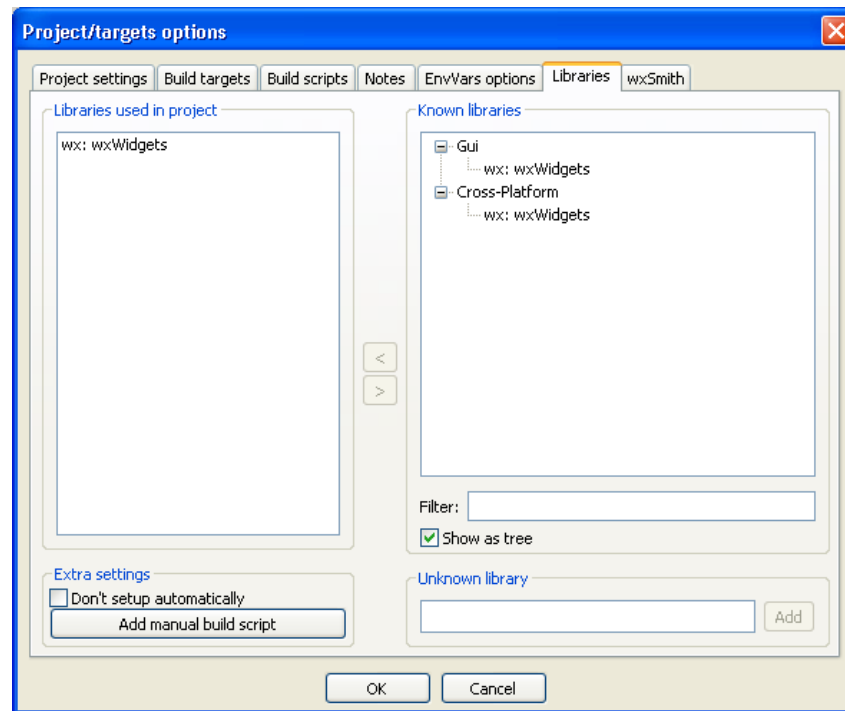 Project/targets options
Project settings Build targets Build scripts Notes EnvVars options Libraries wxSmith
Libraries used in project
wx: wxWidgets
Known libraries
Gui
wx: wxWidgets
Cross-Platform
wx: wxWidgets
<
>
Filter:
Show as tree
Extra settings
Don't setup automatically
Add manual build script
Unknown library
Add
OK Cancel